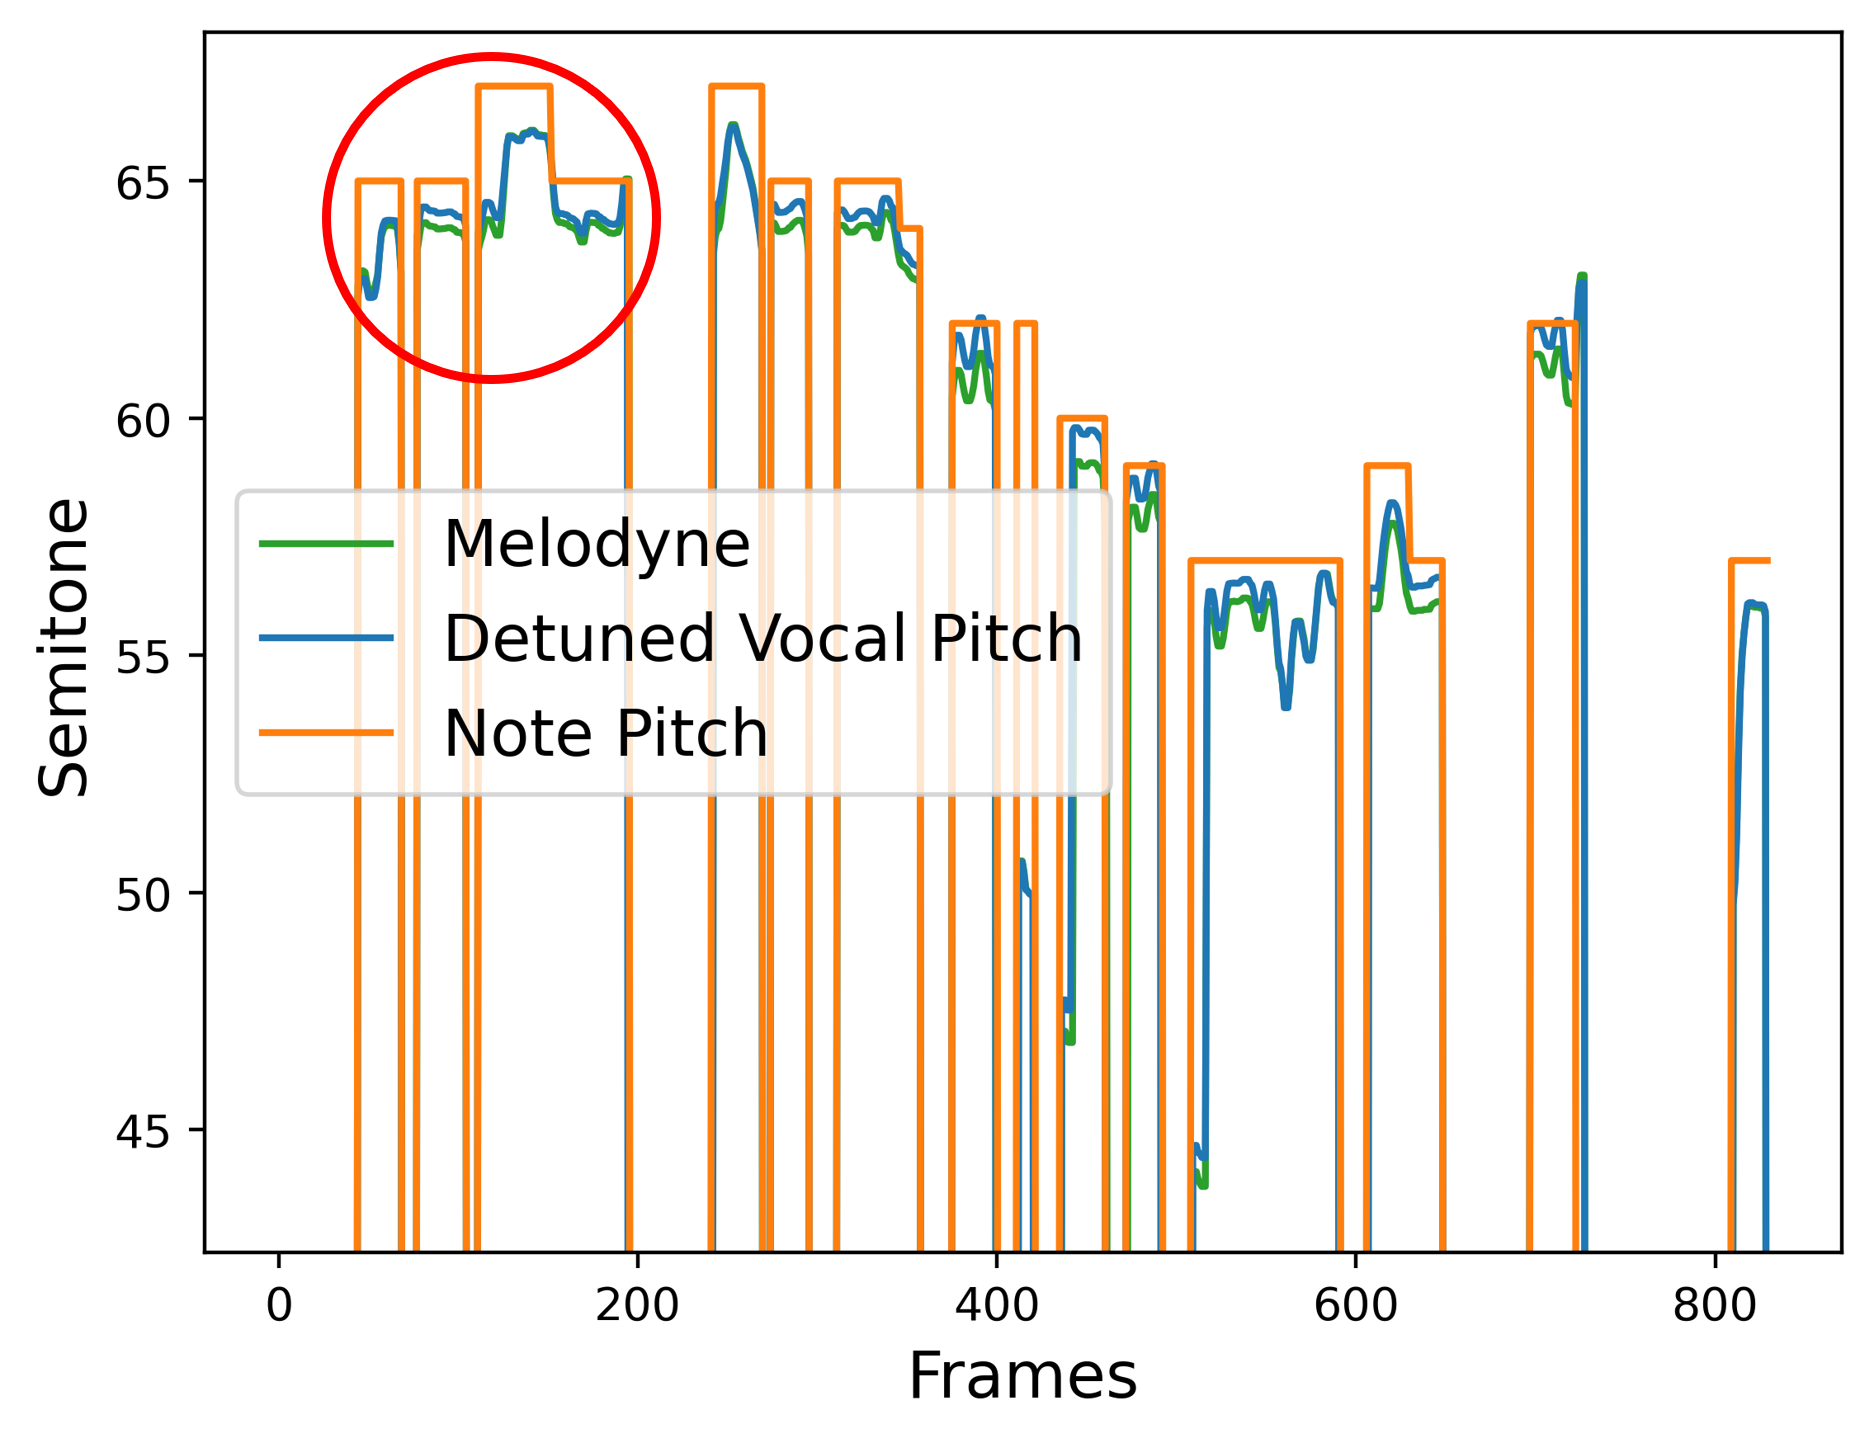 65
60
55
50
45
Semitone
Melodyne
Detuned Vocal Pitch
Note Pitch
0 200 400 600 800
Frames